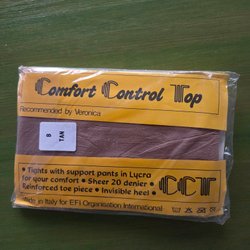 Comfort Control Top
Recommended by Veronica
B
TAN
• Tights with support pants in Lycra
for your comfort • Sheer 20 denier •
Reinforced toe piece • Invisible heel •
CCT
Made in Italy for EFI Organisation International